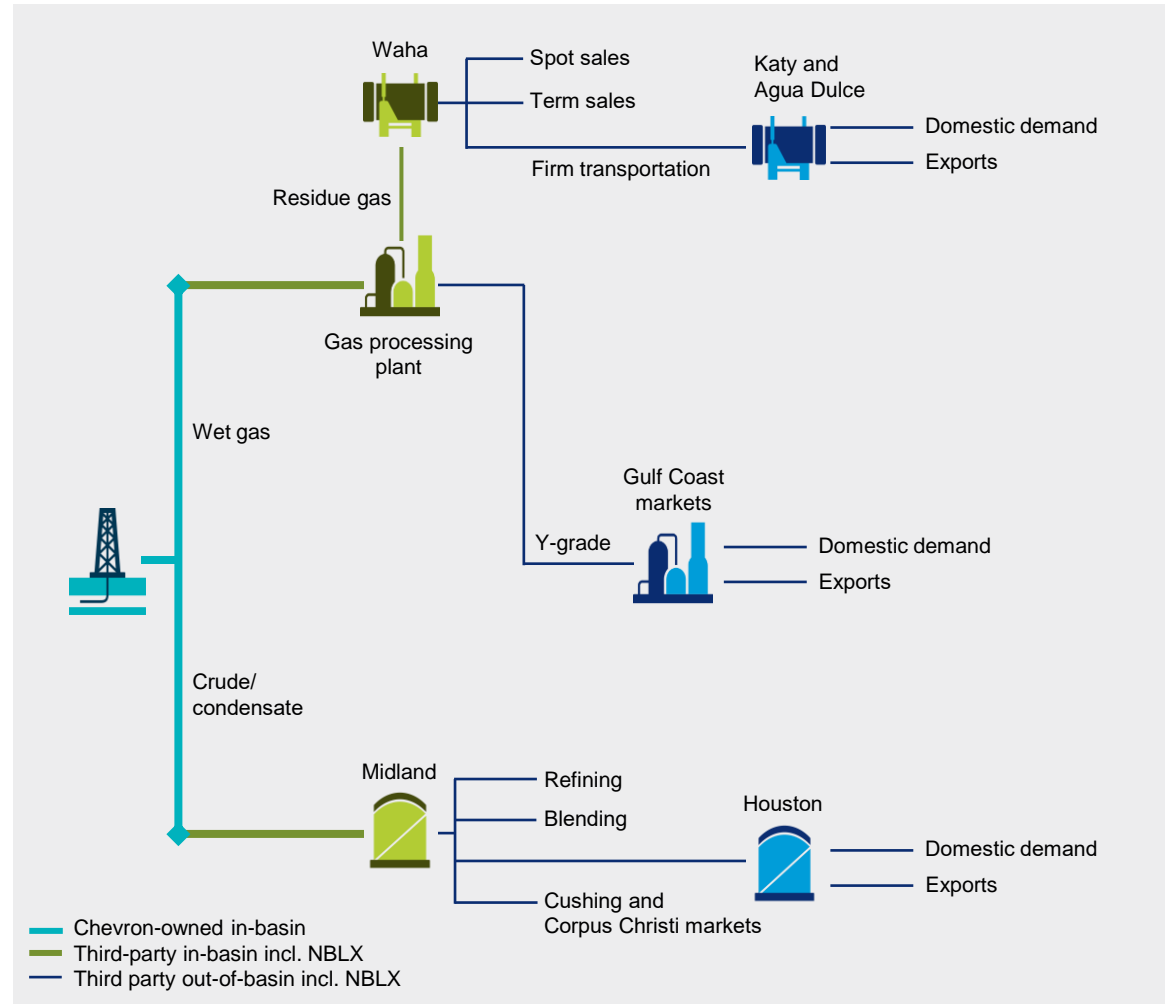 Waha
Spot sales
Term sales
Firm transportation
Katy and
Agua Dulce
Domestic demand
Exports
Residue gas
Gas processing
plant
Wet gas
Gulf Coast
markets
Y-grade
Domestic demand
Exports
Crude/
condensate
Midland
Refining
Blending
Houston
Domestic demand
Exports
Cushing and
Corpus Christi markets
Chevron-owned in-basin
Third-party in-basin incl. NBLX
Third party out-of-basin incl. NBLX